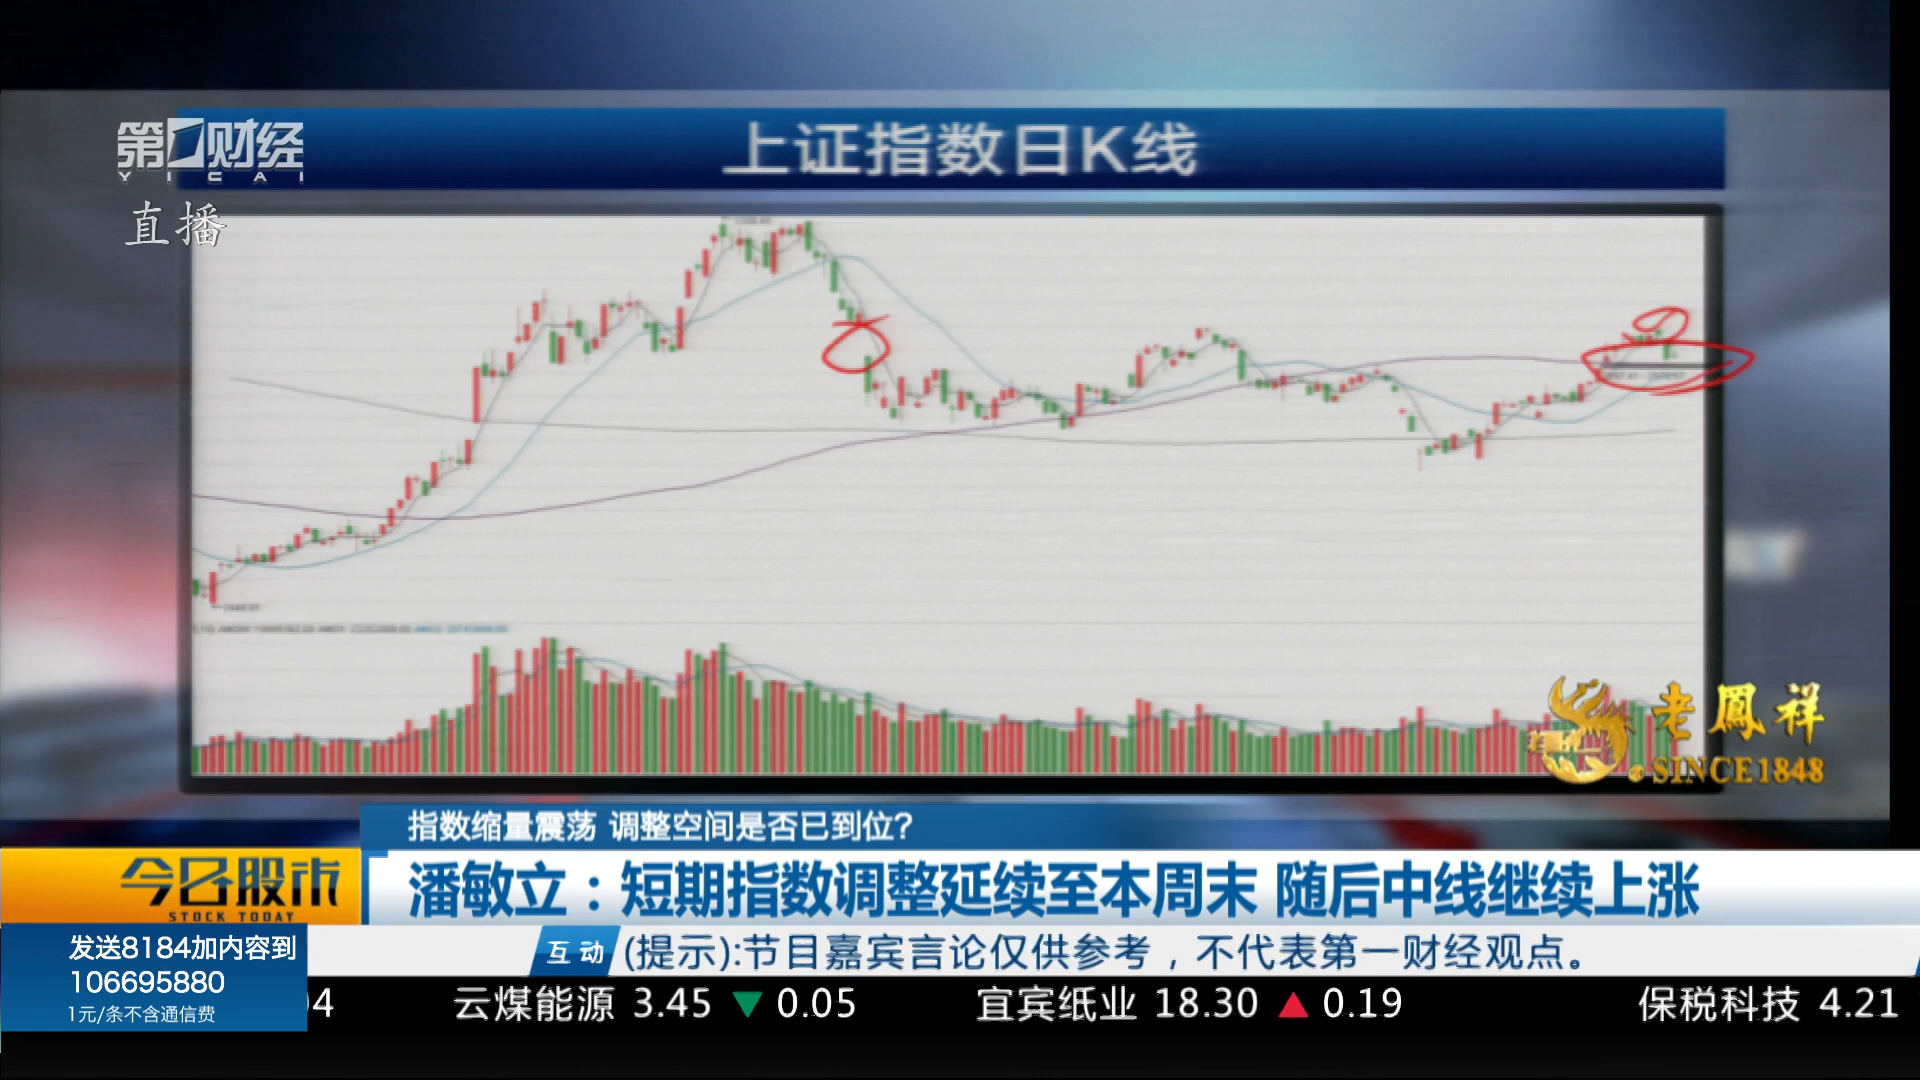 上证指数日K线
第一财经
YICAI
直播
老鳳祥
SINCE1848
指数缩量震荡 调整空间是否已到位?
今日股市
STOCK TODAY
潘敏立：短期指数调整延续至本周末 随后中线继续上涨
发送8184加内容到
106695880
1元/条不含通信费
互动
(提示):节目嘉宾言论仅供参考，不代表第一财经观点。
04 云煤能源 3.45 ▼ 0.05 宜宾纸业 18.30 ▲ 0.19 保税科技 4.21